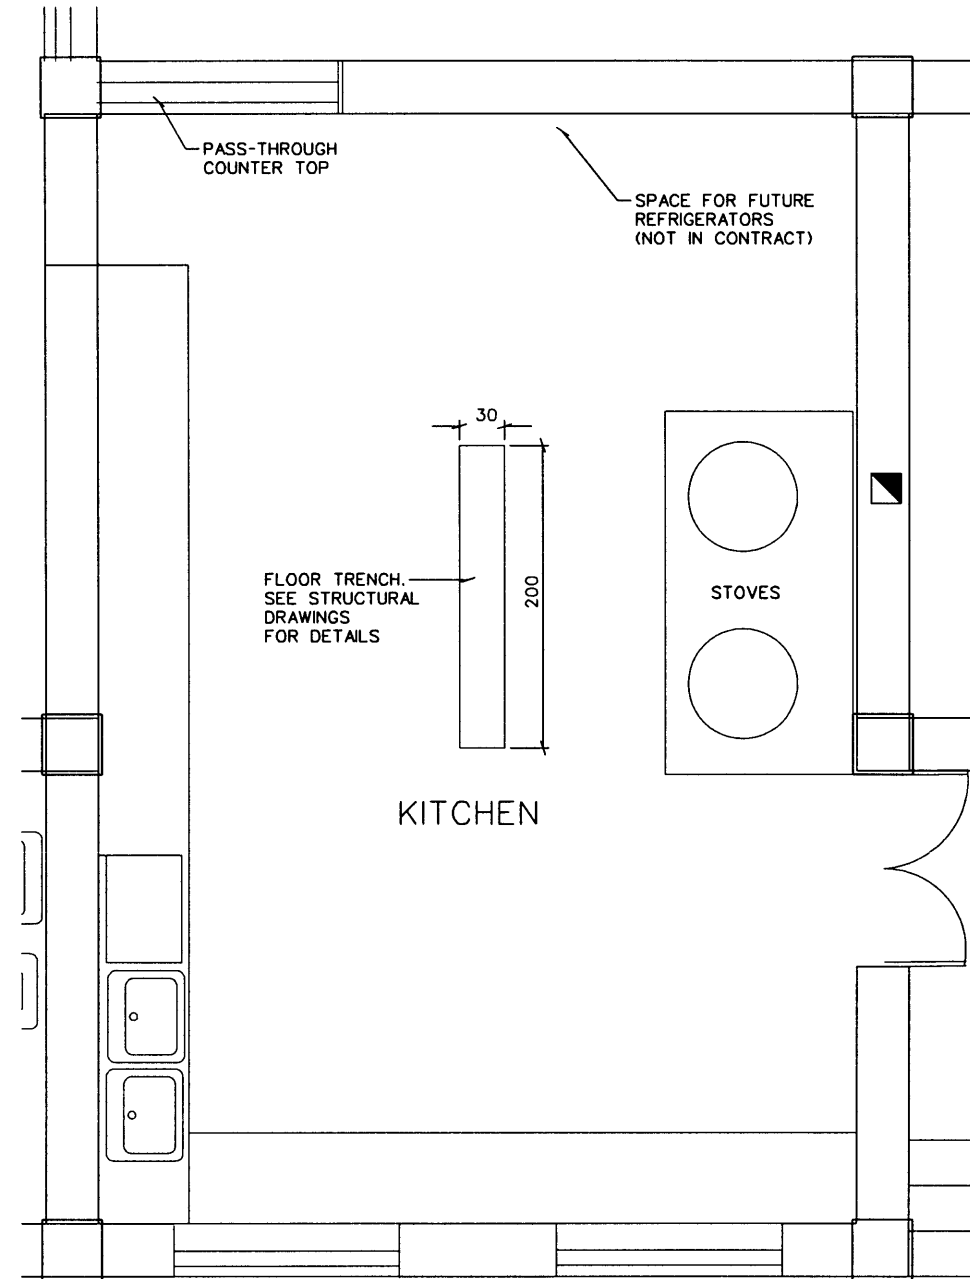 PASS-THROUGH
COUNTER TOP
SPACE FOR FUTURE
REFRIGERATORS
(NOT IN CONTRACT)
30
FLOOR TRENCH.
SEE STRUCTURAL
DRAWINGS
FOR DETAILS
200
STOVES
KITCHEN